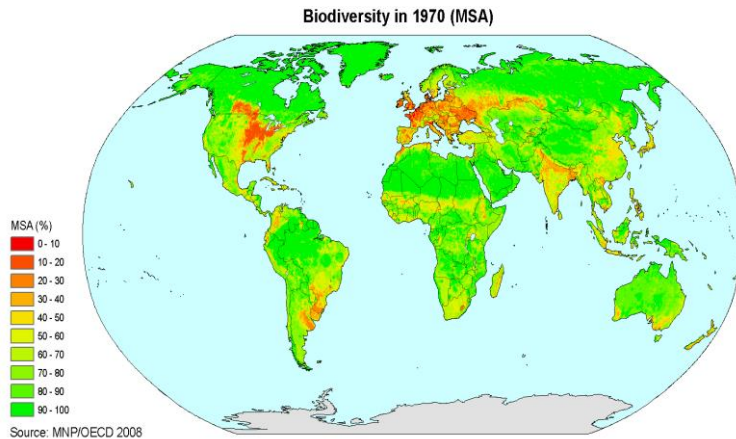 Biodiversity in 1970 (MSA)
MSA (%)
0 - 10
10 - 20
20 - 30
30 - 40
40 - 50
50 - 60
60 - 70
70 - 80
80 - 90
90 - 100
Source: MNP/OECD 2008